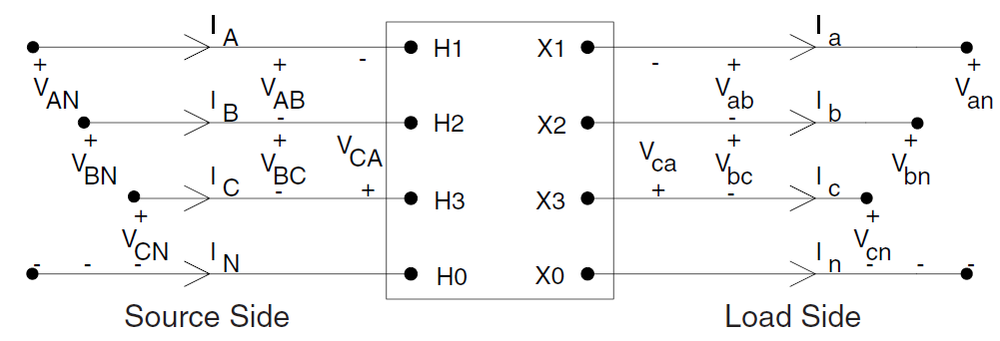 I A I a
+ - H1 X1 - + +
V AN V AB V ab V an
+ I B - H2 X2 - I b +
V BN + V BC V CA V ca + V bc V bn
+ I C - + H3 X3 + - I c +
V CN V cn
- - - I N H0 X0 I n - - -
Source Side Load Side